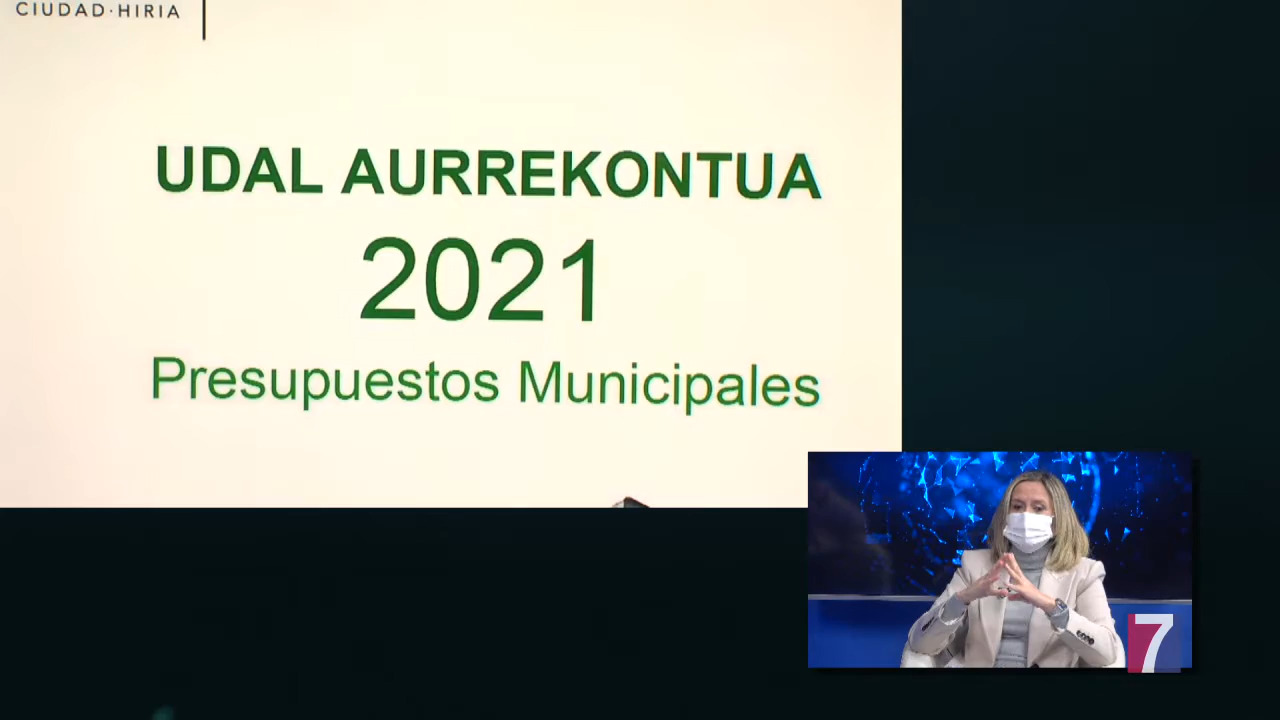 CIUDAD·HIRIA
UDAL AURREKONTUA
2021
Presupuestos Municipales
7